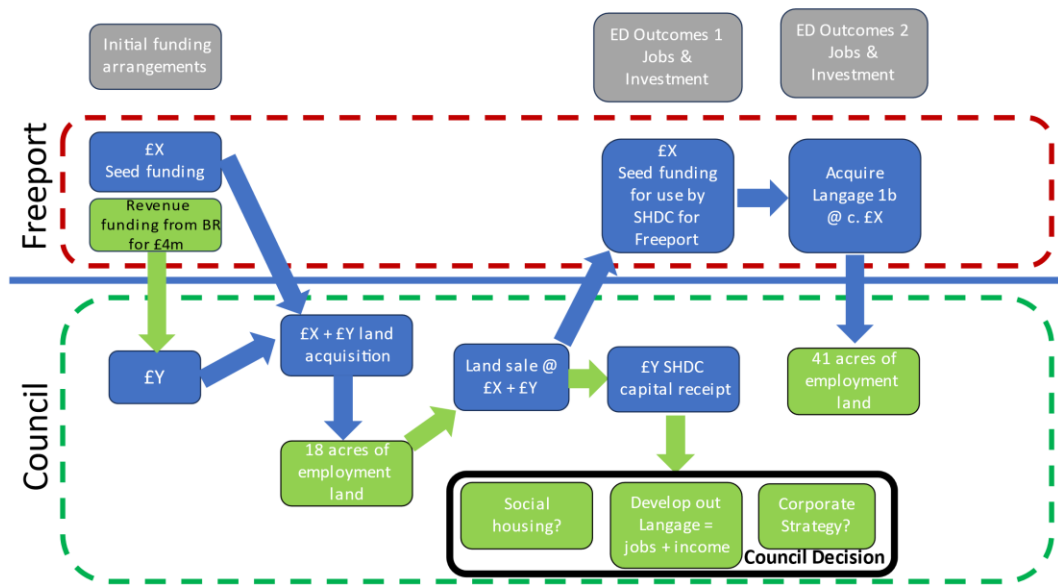 Initial funding
arrangements
ED Outcomes 1
Jobs &
Investment
ED Outcomes 2
Jobs &
Investment
Freeport
£X
Seed funding
Revenue
funding from BR
for £4m
£X
Seed funding
for use by
SHDC for
Freeport
Acquire
Langage 1b
@ c. £X
Council
£Y
£X + £Y land
acquisition
18 acres of
employment
land
Land sale @
£X + £Y
£Y SHDC
capital receipt
41 acres of
employment
land
Social
housing?
Develop out
Langage =
jobs + income
Corporate
Strategy?
Council Decision